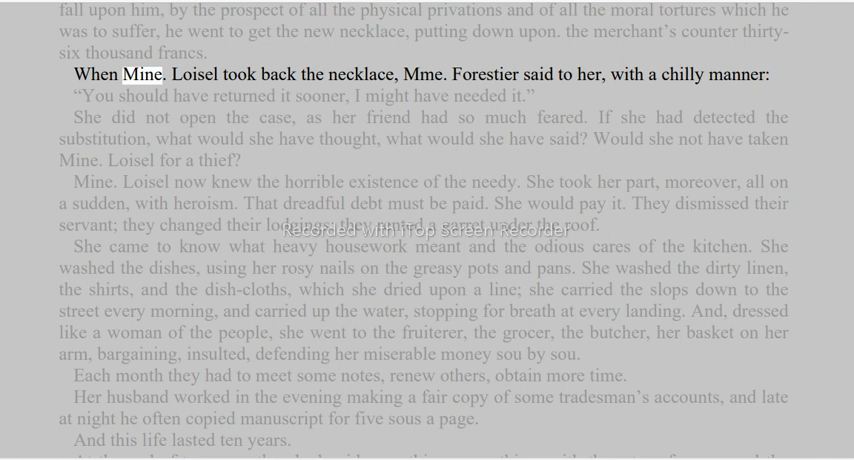 fall upon him, by the prospect of all the physical privations and of all the moral tortures which he
was to suffer, he went to get the new necklace, putting down upon. the merchant’s counter thirty-
six thousand francs.
When Mine. Loisel took back the necklace, Mme. Forestier said to her, with a chilly manner:
“You should have returned it sooner, I might have needed it.”
She did not open the case, as her friend had so much feared. If she had detected the
substitution, what would she have thought, what would she have said? Would she not have taken
Mine. Loisel for a thief?
Mine. Loisel now knew the horrible existence of the needy. She took her part, moreover, all on
a sudden, with heroism. That dreadful debt must be paid. She would pay it. They dismissed their
servant; they changed their lodgings; they rented a garret under the roof.
Recorded with iTop Screen Recorder
She came to know what heavy housework meant and the odious cares of the kitchen. She
washed the dishes, using her rosy nails on the greasy pots and pans. She washed the dirty linen,
the shirts, and the dish-cloths, which she dried upon a line; she carried the slops down to the
street every morning, and carried up the water, stopping for breath at every landing. And, dressed
like a woman of the people, she went to the fruiterer, the grocer, the butcher, her basket on her
arm, bargaining, insulted, defending her miserable money sou by sou.
Each month they had to meet some notes, renew others, obtain more time.
Her husband worked in the evening making a fair copy of some tradesman’s accounts, and late
at night he often copied manuscript for five sous a page.
And this life lasted ten years.